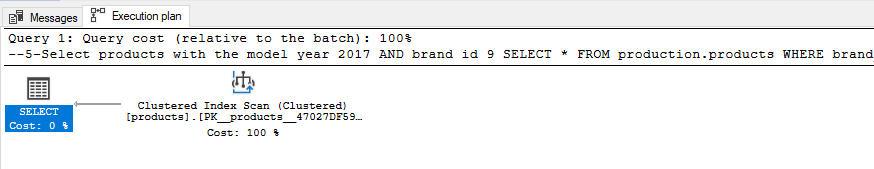 Messages
Execution plan
Query 1: Query cost (relative to the batch): 100%
--5-Select products with the model year 2017 AND brand id 9 SELECT * FROM production.products WHERE brand
SELECT
Cost: 0 %
Clustered Index Scan (Clustered)
[products].[PK__products__47027DF59…
Cost: 100 %